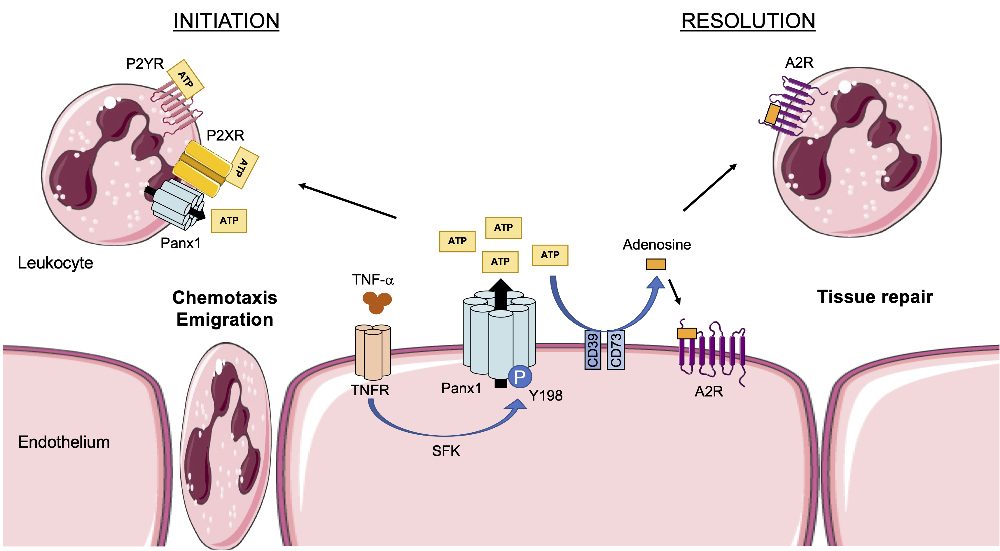 INITIATION
RESOLUTION
P2YR
ATP
P2XR
ATP
ATP
Panx1
Leukocyte
A2R
ATP
ATP
ATP
ATP
Adenosine
TNF-α
Chemotaxis
Emigration
Tissue repair
CD39
CD73
TNFR
Panx1
P
Y198
A2R
SFK
Endothelium